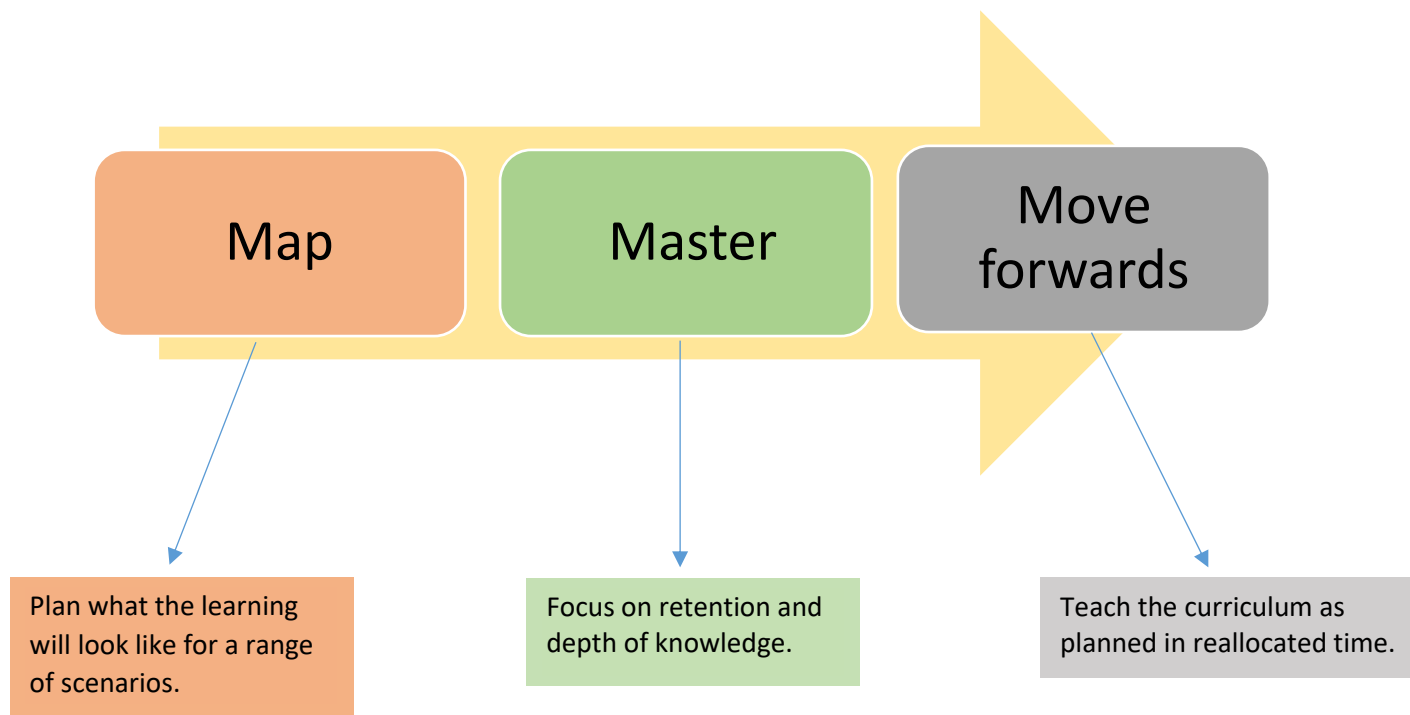 Map
Master
Move
forwards
Plan what the learning
will look like for a range
of scenarios.
Focus on retention and
depth of knowledge.
Teach the curriculum as
planned in reallocated time.